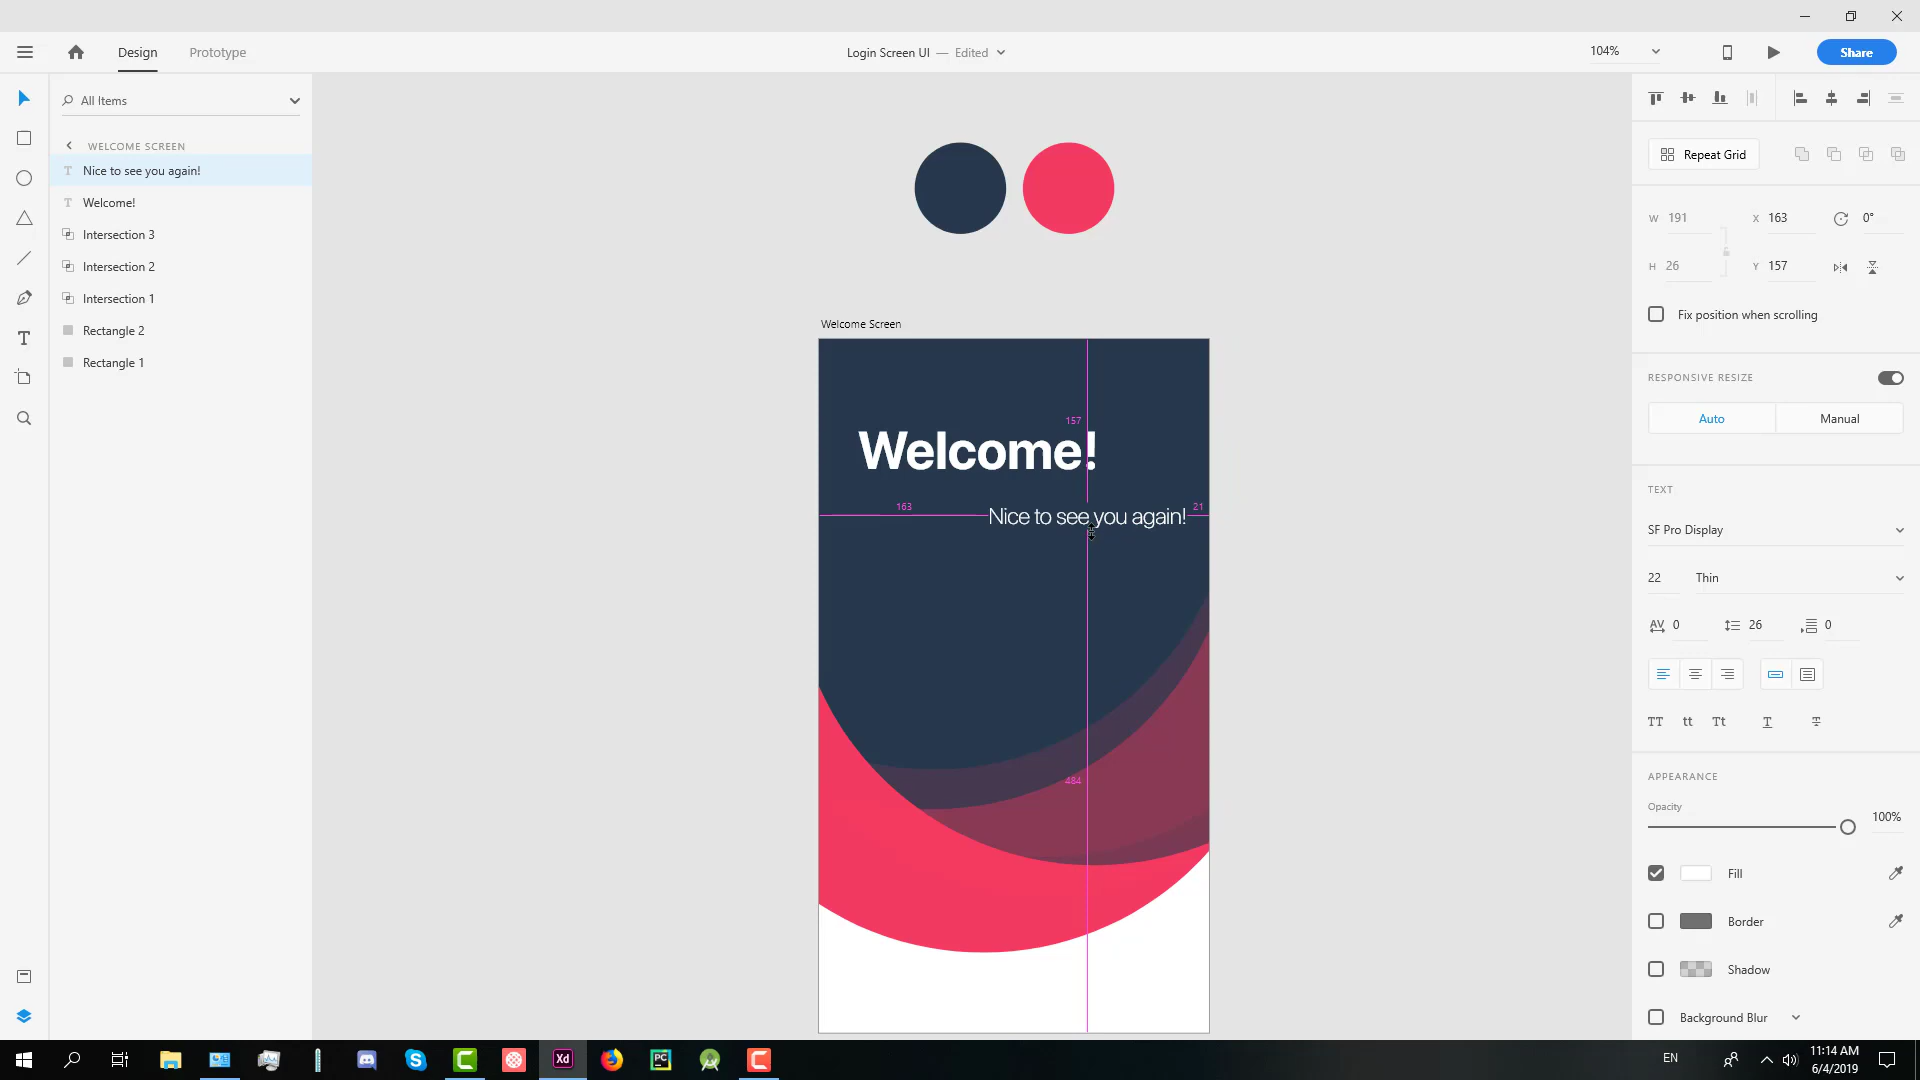 Design
Prototype
Login Screen UI — Edited
104%
Share
All Items
WELCOME SCREEN
Nice to see you again!
Welcome!
Intersection 3
Intersection 2
Intersection 1
Rectangle 2
Rectangle 1
Welcome Screen
157
Welcome!
163
Nice to see you again!
21
484
Repeat Grid
W 191
X 163
0°
H 26
Y 157
Fix position when scrolling
RESPONSIVE RESIZE
Auto
Manual
TEXT
SF Pro Display
22
Thin
AV 0
26
0
TT
tt
Tt
T
T
APPEARANCE
Opacity
100%
Fill
Border
Shadow
Background Blur
Xd
PC
EN
11:14 AM
6/4/2019